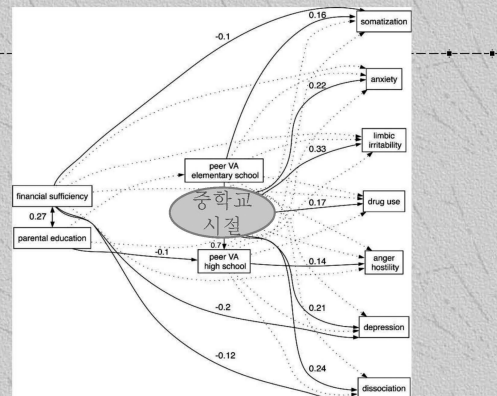 0.16
somatization
-0.1
anxiety
0.22
limbic
irritability
0.33
peer VA
elementary school
financial sufficiency
중학교
시절
0.17
drug use
0.27
parental education
0.7
-0.1
peer VA
high school
0.14
anger
hostility
-0.2
0.21
depression
-0.12
0.24
dissociation